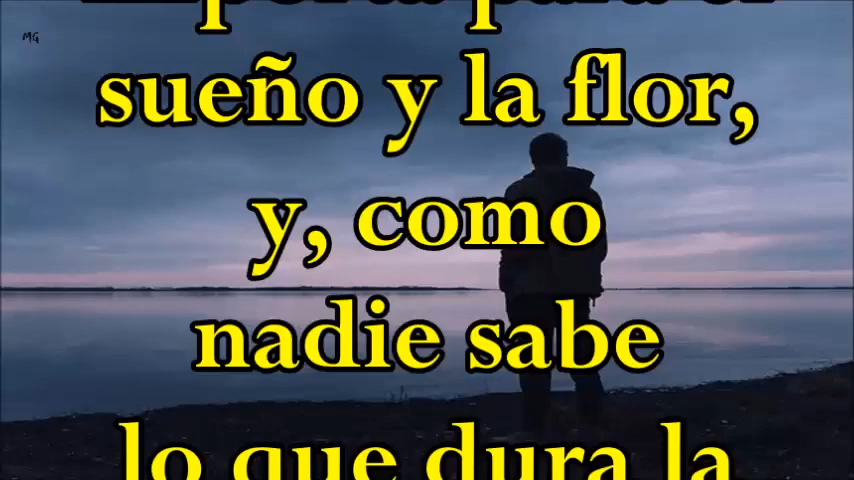 MG
sueño y la flor,
y, como
nadie sabe
lo que dura la